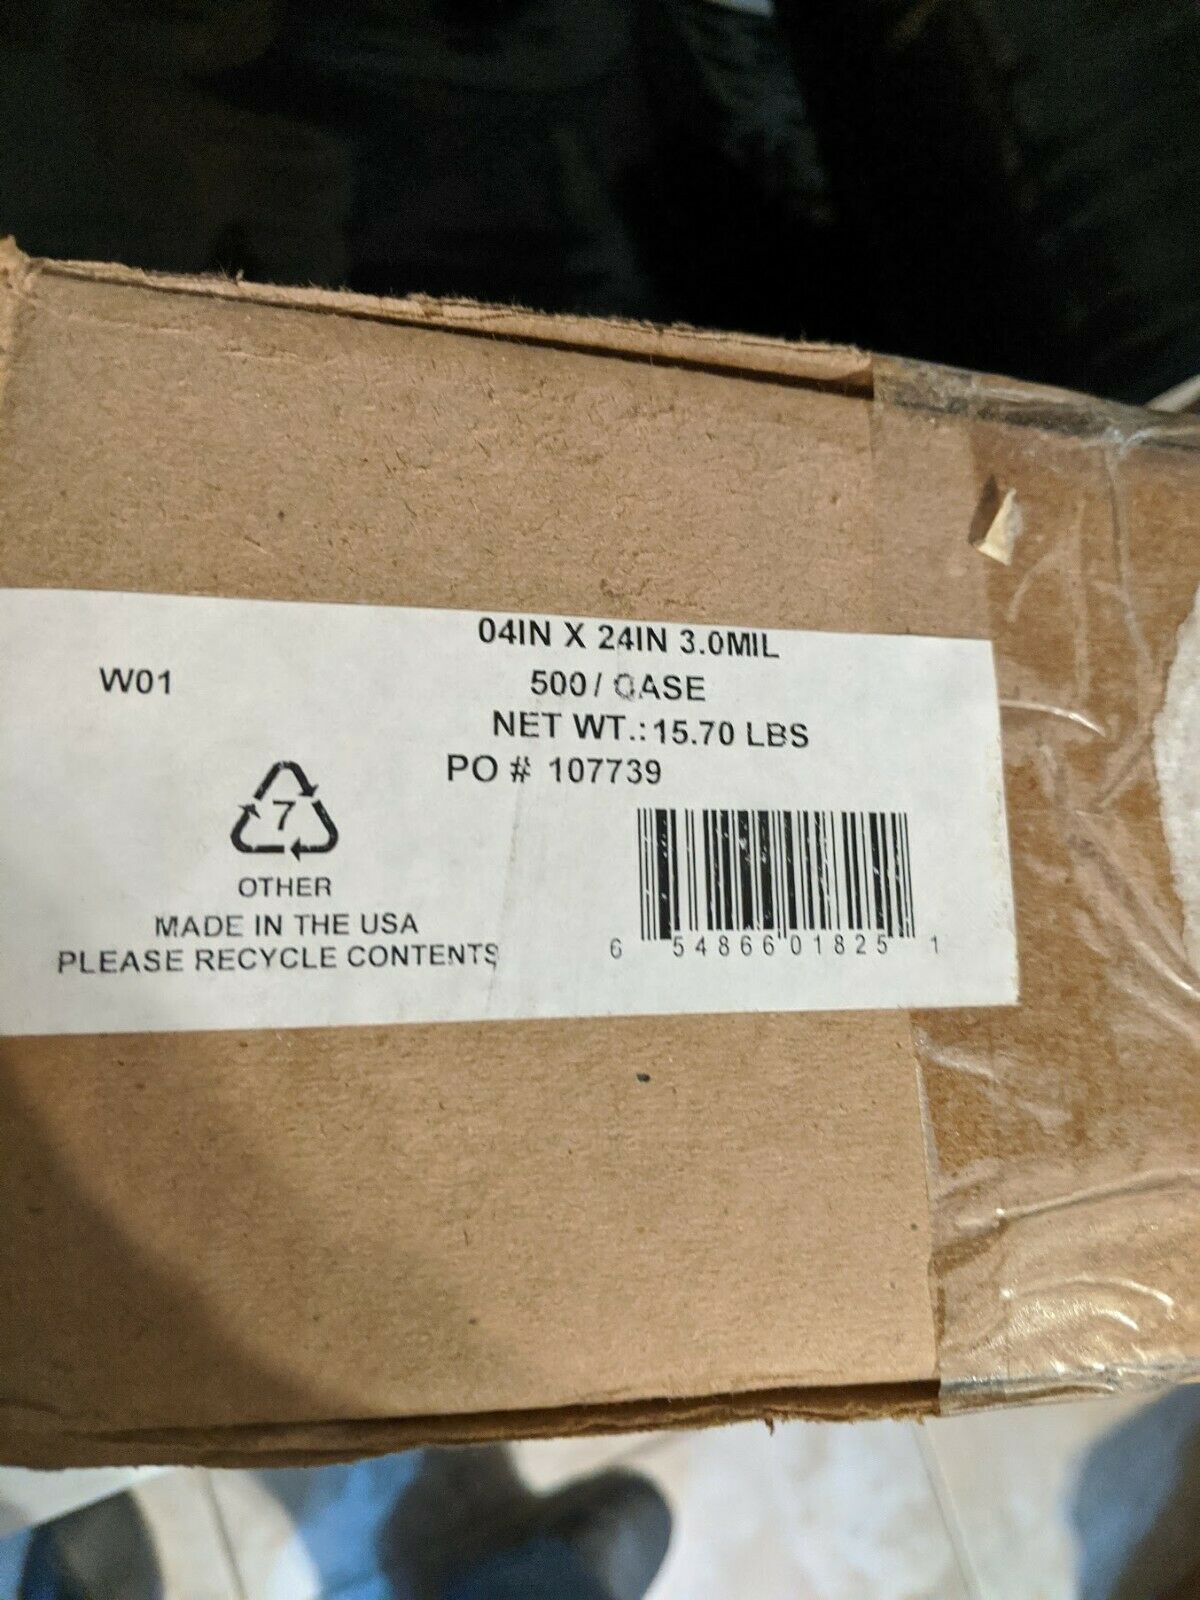 04IN X 24IN 3.0MIL
W01
500/ CASE
NET WT.: 15.70 LBS
PO # 107739
7
OTHER
MADE IN THE USA
PLEASE RECYCLE CONTENTS
6 54866 01825 1